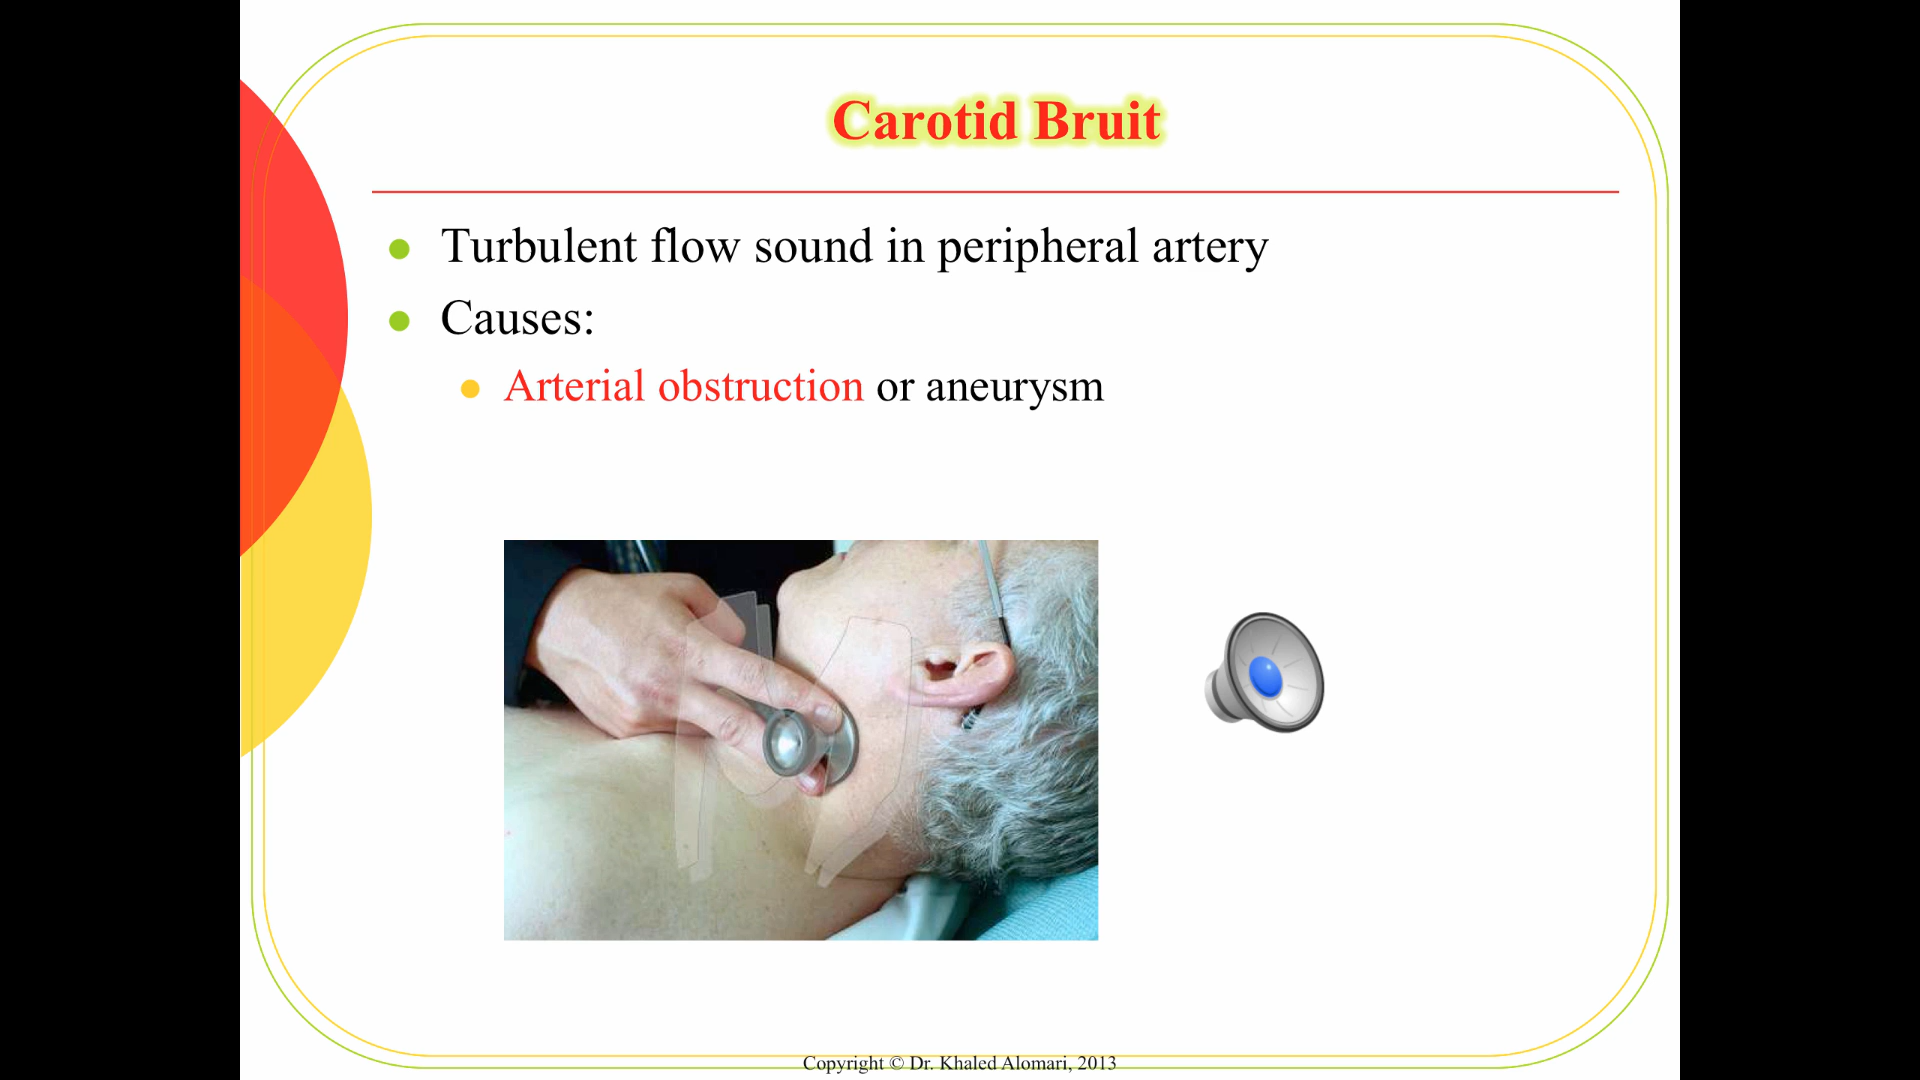 Carotid Bruit
Turbulent flow sound in peripheral artery
Causes:
Arterial obstruction or aneurysm
Copyright © Dr. Khaled Alomari, 2013